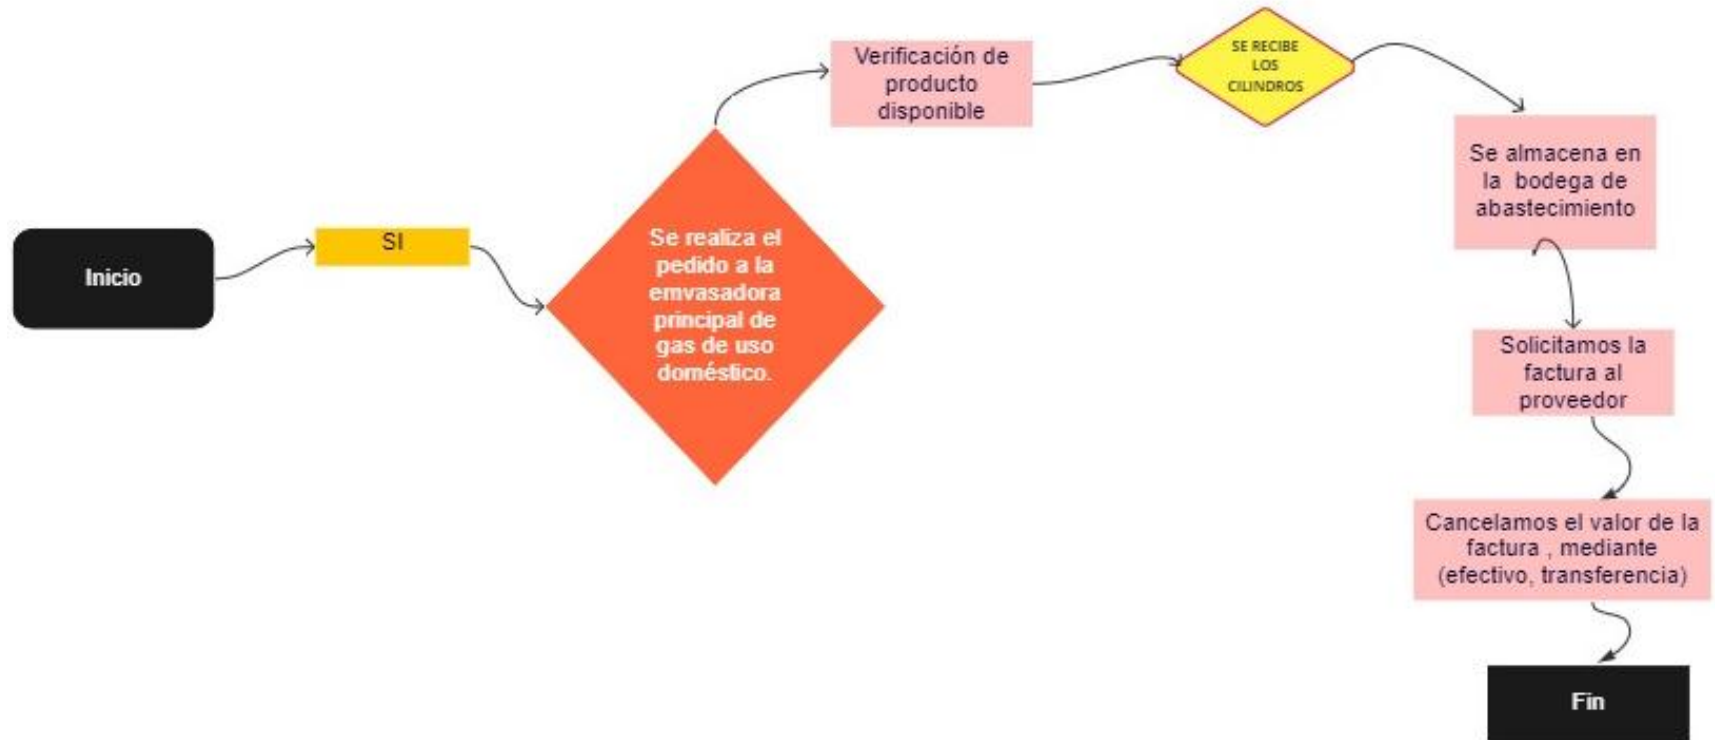 Inicio
SI
Se realiza el
pedido a la
emvasadora
principal de
gas de uso
doméstico.
Verificación de
producto
disponible
SE RECIBE
LOS
CILINDROS
Se almacena en
la bodega de
abastecimiento
Solicitamos la
factura al
proveedor
Cancelamos el valor de la
factura , mediante
(efectivo, transferencia)
Fin